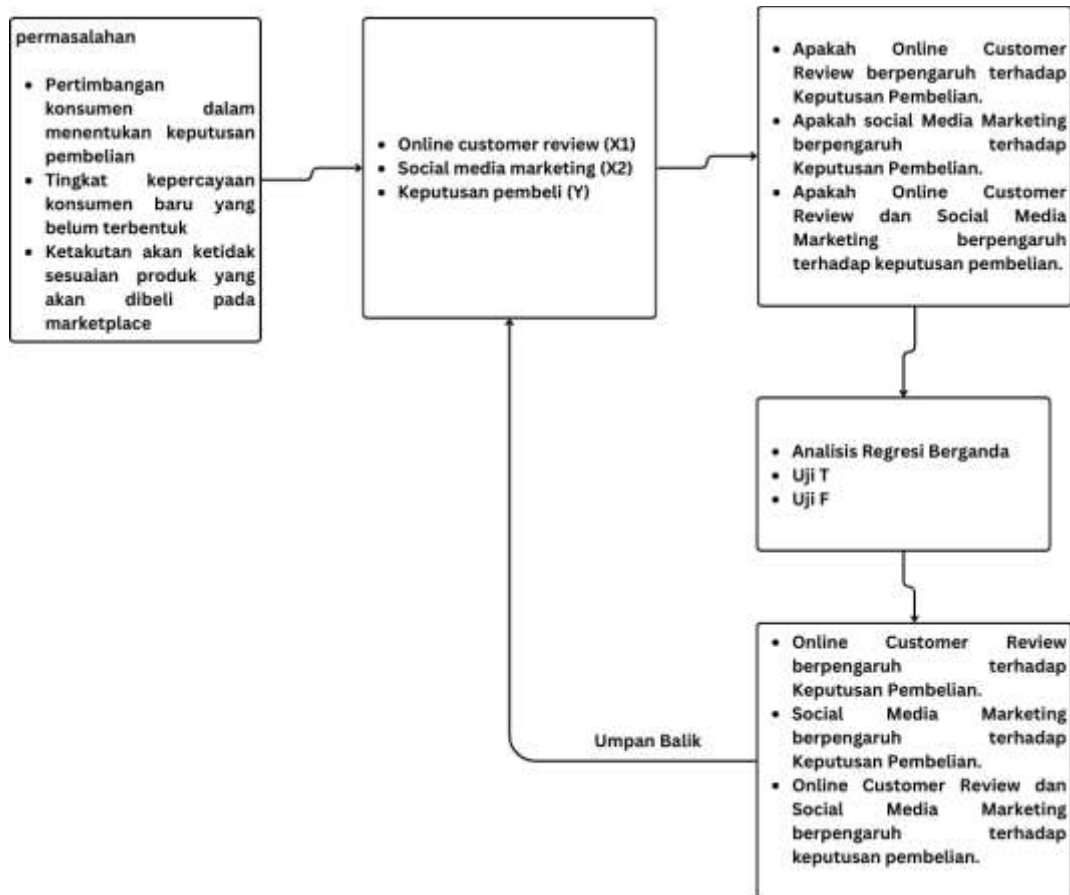 permasalahan
• Pertimbangan
konsumen dalam
menentukan keputusan
pembelian
• Tingkat kepercayaan
konsumen baru yang
belum terbentuk
• Ketakutan akan ketidak
sesuaian produk yang
akan dibeli pada
marketplace
• Online customer review (X1)
• Social media marketing (X2)
• Keputusan pembeli (Y)
• Apakah Online Customer
Review berpengaruh terhadap
Keputusan Pembelian.
• Apakah social Media Marketing
berpengaruh terhadap
Keputusan Pembelian.
• Apakah Online Customer
Review dan Social Media
Marketing berpengaruh
terhadap keputusan pembelian.
• Analisis Regresi Berganda
• Uji T
• Uji F
• Online Customer Review
berpengaruh terhadap
Keputusan Pembelian.
• Social Media Marketing
berpengaruh terhadap
Keputusan Pembelian.
• Online Customer Review dan
Social Media Marketing
berpengaruh terhadap
keputusan pembelian.
Umpan Balik